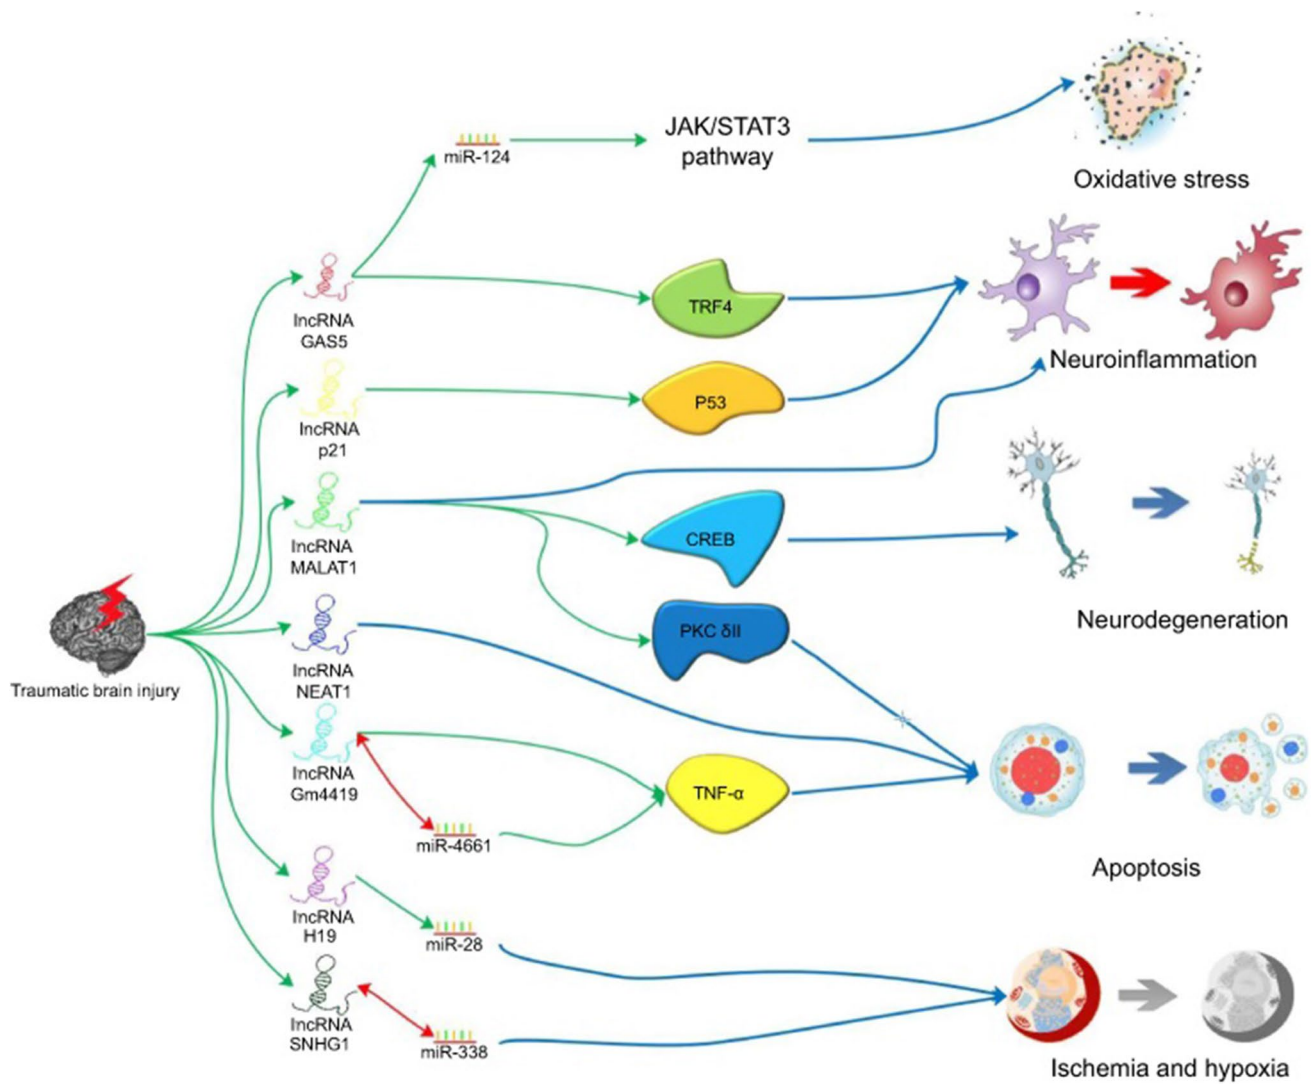 JAK/STAT3
pathway
miR-124
Oxidative stress
lncRNA
GAS5
TRF4
Neuroinflammation
lncRNA
p21
P53
lncRNA
MALAT1
CREB
PKC δII
Neurodegeneration
Traumatic brain injury
lncRNA
NEAT1
lncRNA
Gm4419
TNF-α
miR-4661
Apoptosis
lncRNA
H19
miR-28
lncRNA
SNHG1
miR-338
Ischemia and hypoxia